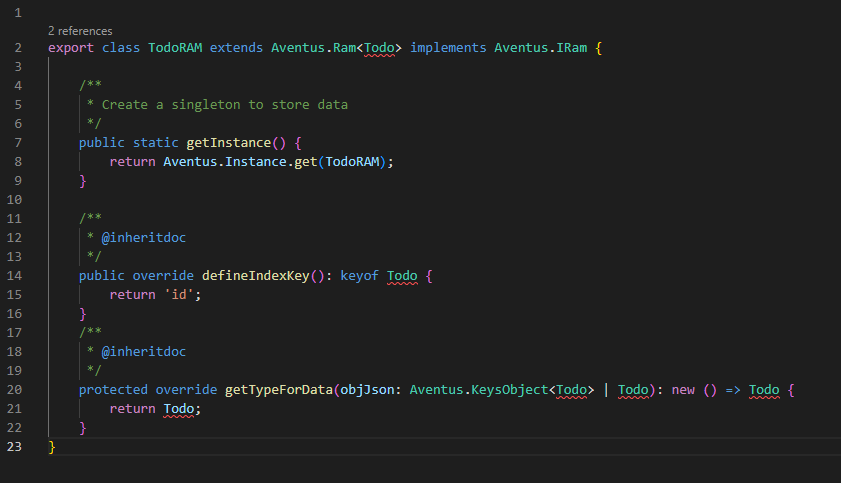 1
2 references
2 export class TodoRAM extends Aventus.Ram<Todo> implements Aventus.IRam {
3
4 /**
5 * Create a singleton to store data
6 */
7 public static getInstance() {
8 return Aventus.Instance.get(TodoRAM);
9 }
10
11 /**
12 * @inheritdoc
13 */
14 public override defineIndexKey(): keyof Todo {
15 return 'id';
16 }
17 /**
18 * @inheritdoc
19 */
20 protected override getTypeForData(objJson: Aventus.KeysObject<Todo> | Todo): new () => Todo {
21 return Todo;
22 }
23 }